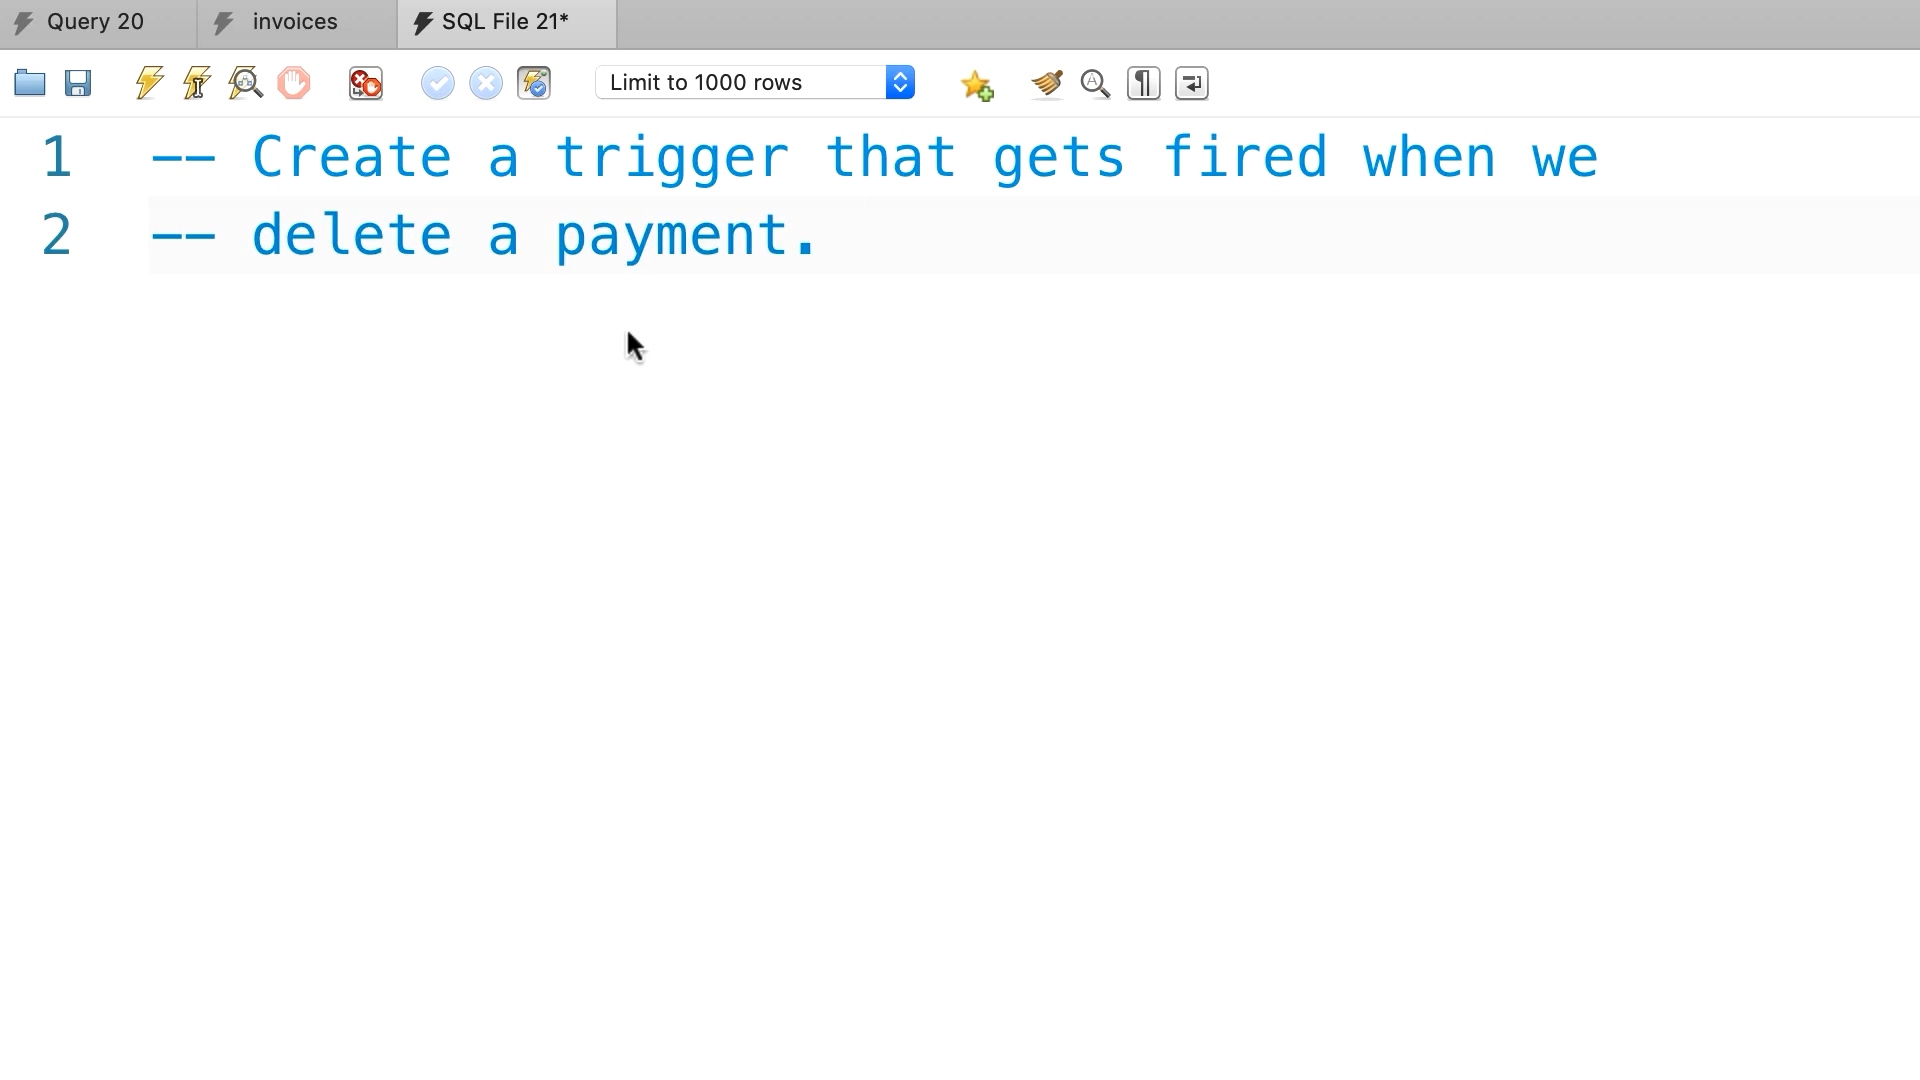 Query 20
invoices
SQL File 21*
Limit to 1000 rows
1 -- Create a trigger that gets fired when we
2 -- delete a payment.